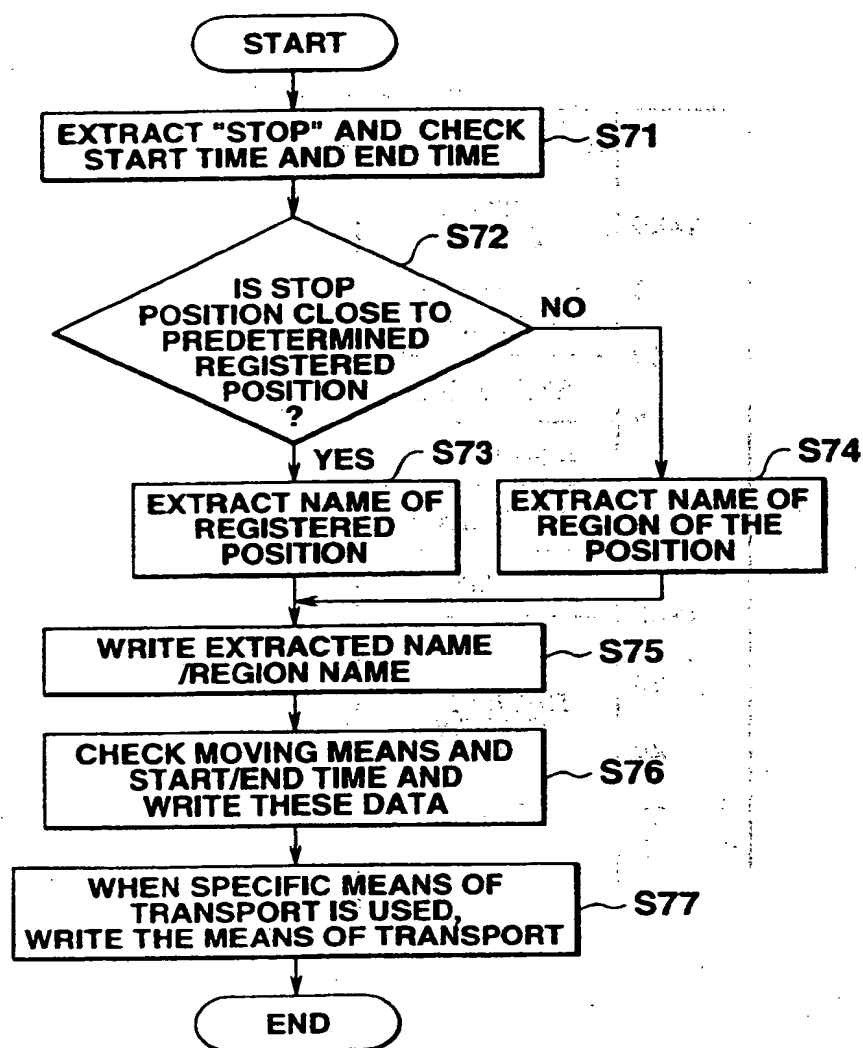 START
EXTRACT "STOP" AND CHECK
START TIME AND END TIME
S71
S72
IS STOP
POSITION CLOSE TO
PREDETERMINED
REGISTERED
POSITION
?
NO
YES
S73
S74
EXTRACT NAME OF
REGISTERED
POSITION
EXTRACT NAME OF
REGION OF THE
POSITION
WRITE EXTRACTED NAME
/REGION NAME
S75
CHECK MOVING MEANS AND
START/END TIME AND
WRITE THESE DATA
S76
WHEN SPECIFIC MEANS OF
TRANSPORT IS USED,
WRITE THE MEANS OF TRANSPORT
S77
END